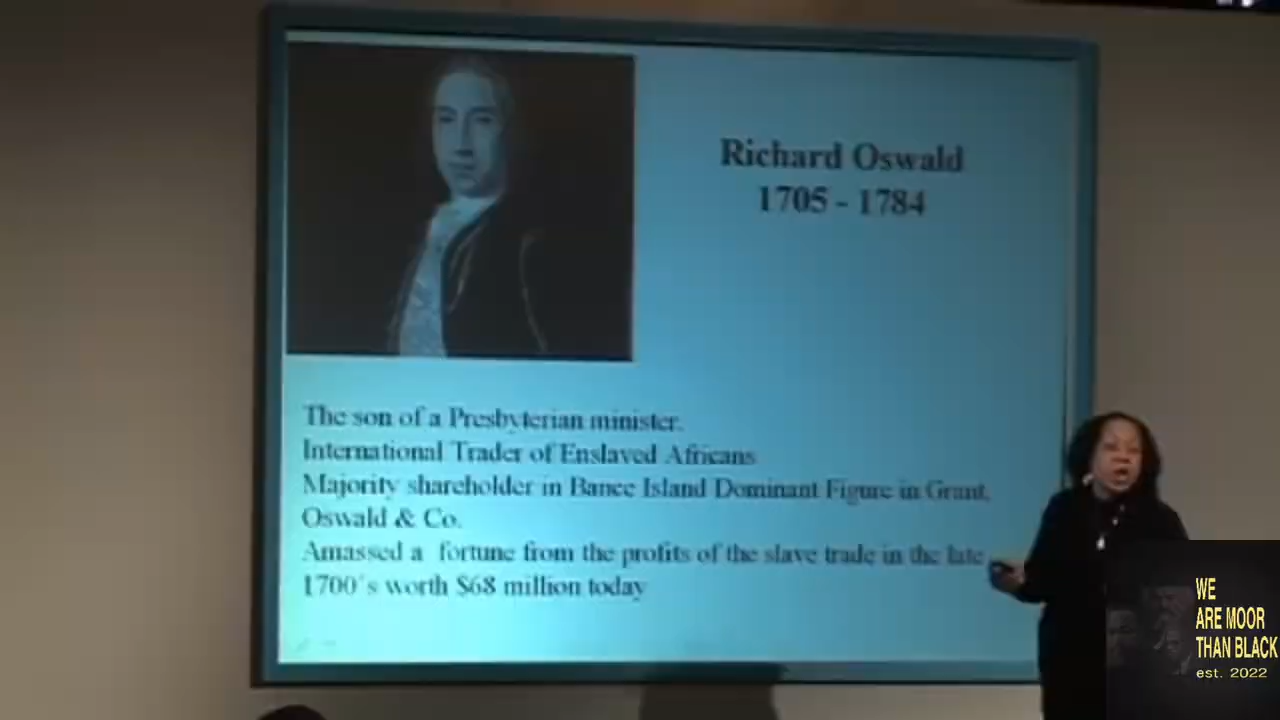 Richard Oswald
1705 - 1784
The son of a Presbyterian minister.
International Trader of Enslaved Africans
Majority shareholder in Bance Island Dominant Figure in Grant,
Oswald & Co.
Amassed a fortune from the profits of the slave trade in the late
1700's worth $68 million today
WE
ARE MOOR
THAN BLACK
est. 2022